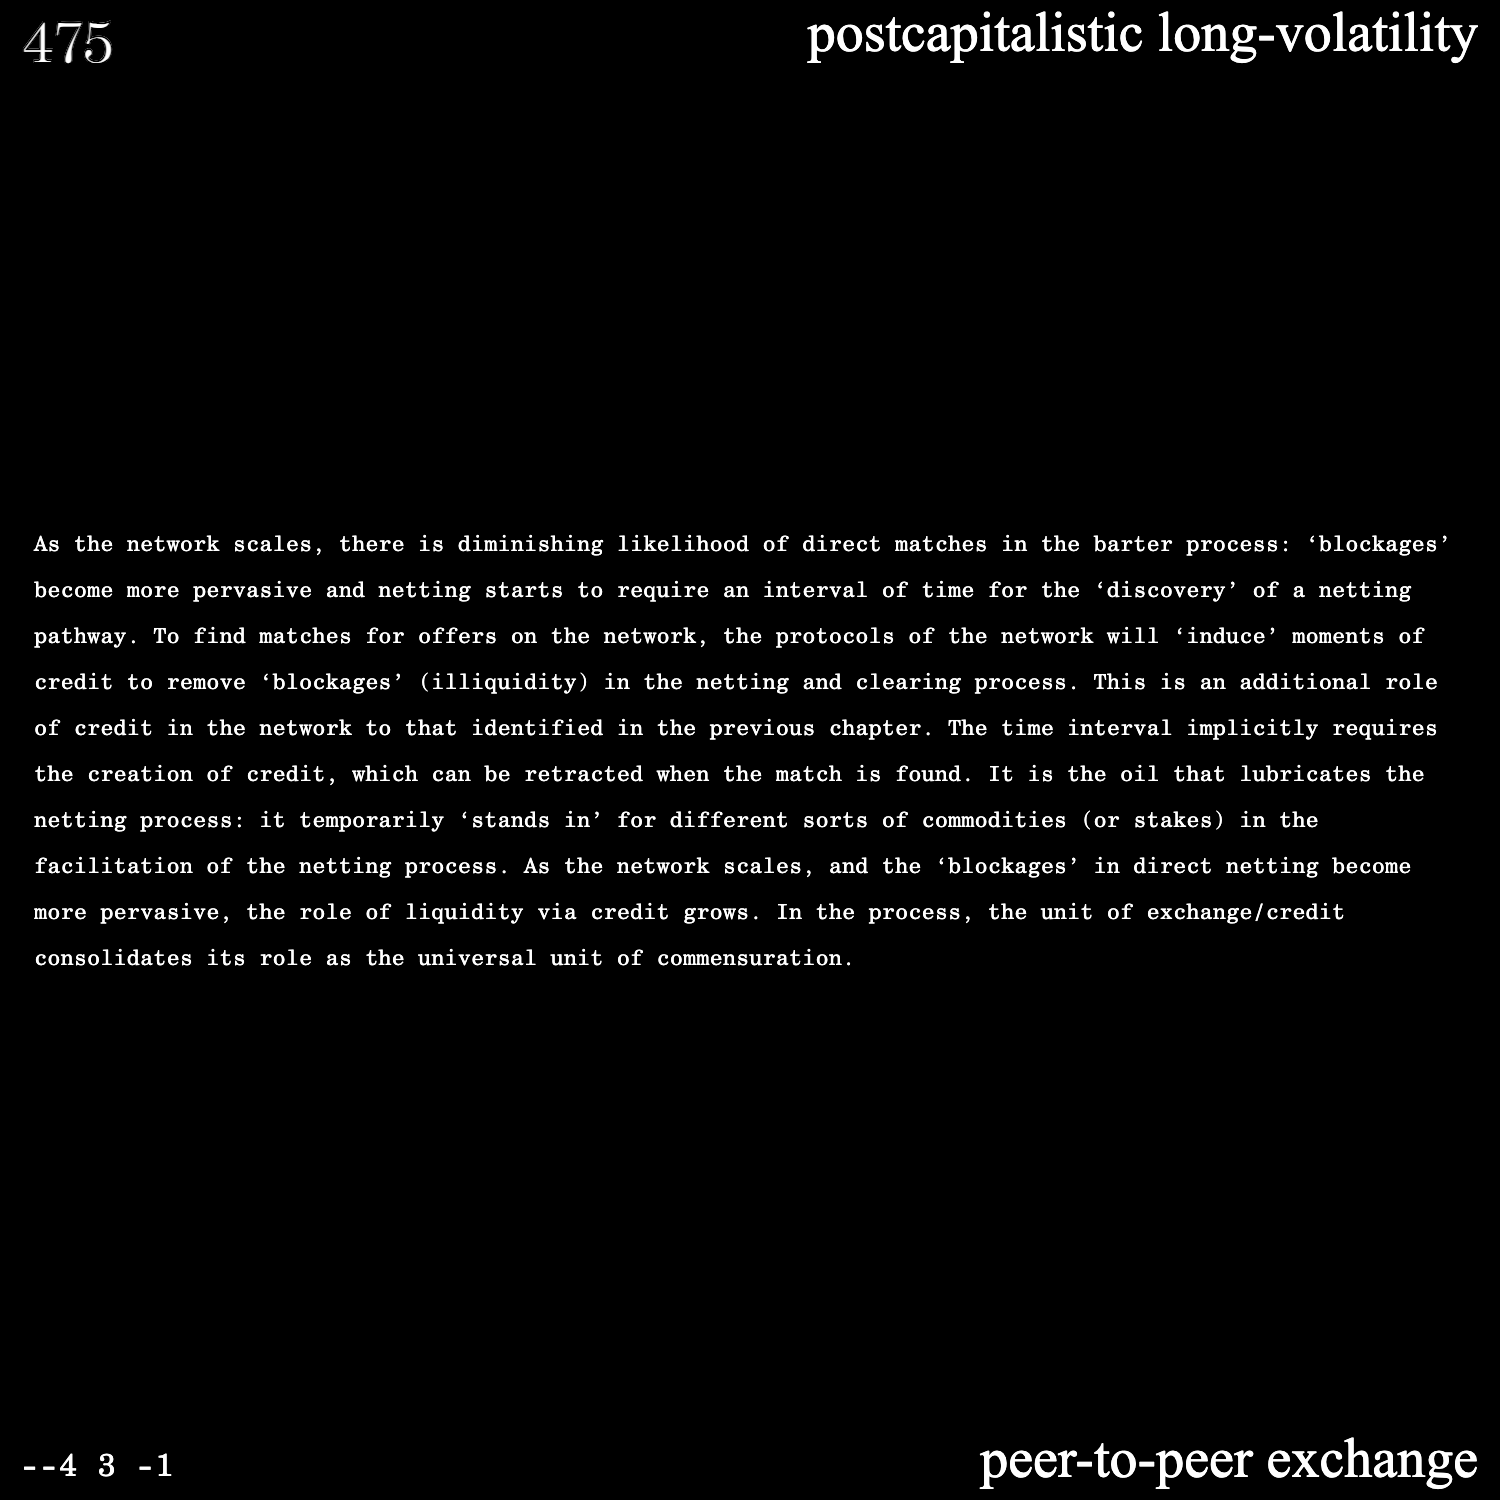 475
postcapitalistic long-volatility
As the network scales, there is diminishing likelihood of direct matches in the barter process: ‘blockages’
become more pervasive and netting starts to require an interval of time for the ‘discovery’ of a netting
pathway. To find matches for offers on the network, the protocols of the network will ‘induce’ moments of
credit to remove ‘blockages’ (illiquidity) in the netting and clearing process. This is an additional role
of credit in the network to that identified in the previous chapter. The time interval implicitly requires
the creation of credit, which can be retracted when the match is found. It is the oil that lubricates the
netting process: it temporarily ‘stands in’ for different sorts of commodities (or stakes) in the
facilitation of the netting process. As the network scales, and the ‘blockages’ in direct netting become
more pervasive, the role of liquidity via credit grows. In the process, the unit of exchange/credit
consolidates its role as the universal unit of commensuration.
--4 3 -1
peer-to-peer exchange